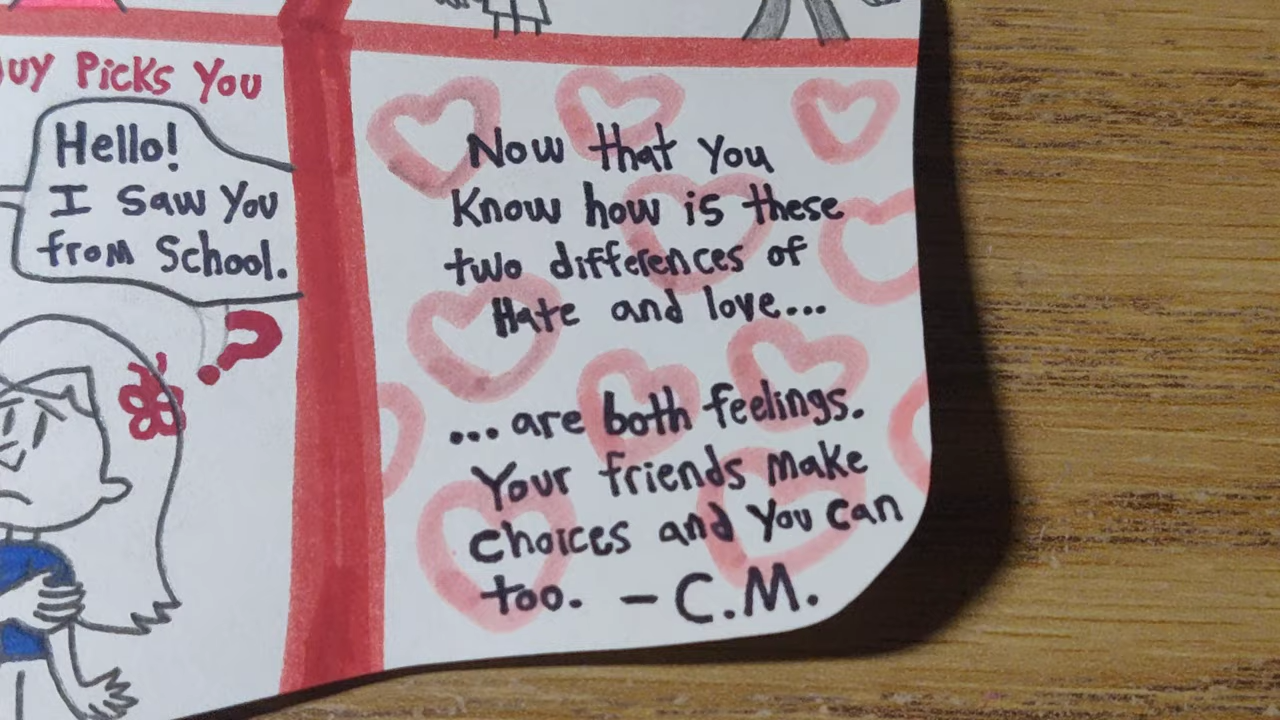 Picks You
Hello!
I Saw You
from School.
?
Now that you
Know how is these
two differences of
Hate and love...
...are both feelings.
Your friends make
choices and you can
too. – C.M.